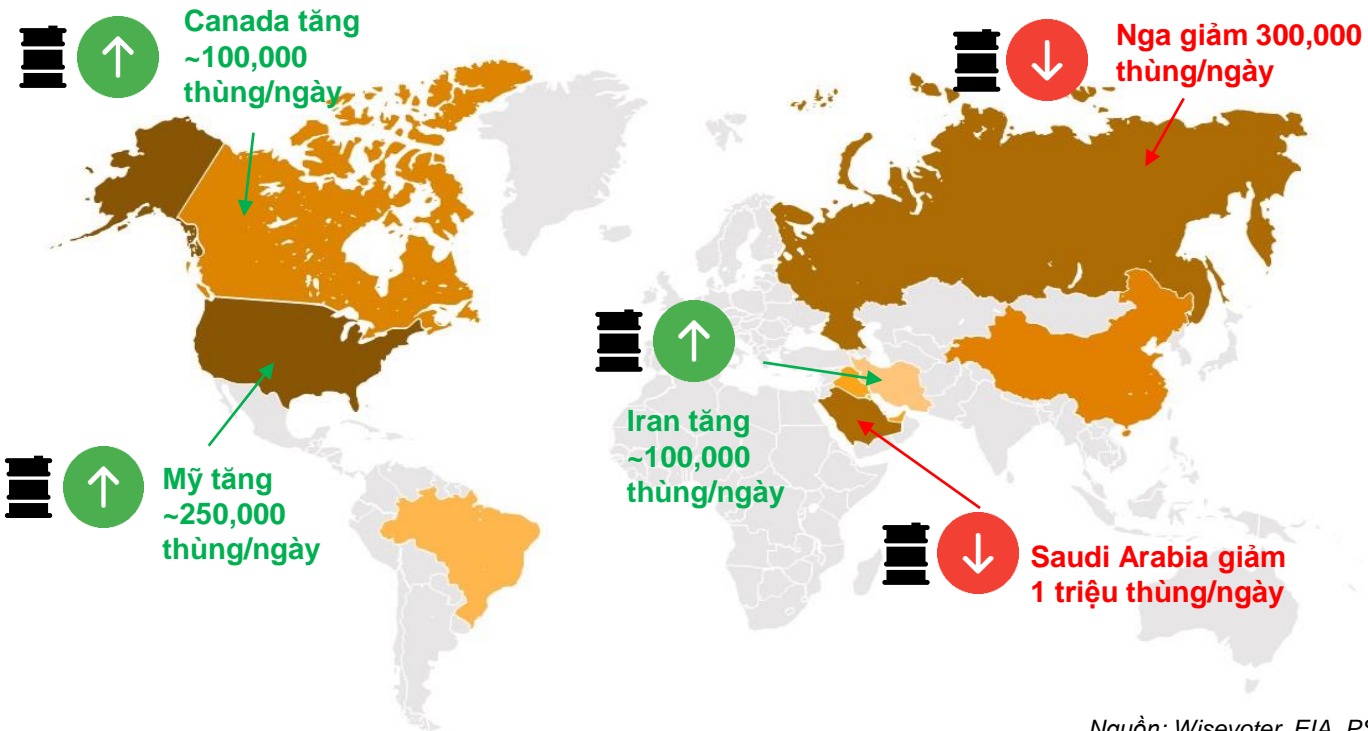 Canada tăng
~100,000
thùng/ngày
Nga giảm 300,000
thùng/ngày
Iran tăng
~100,000
thùng/ngày
Mỹ tăng
~250,000
thùng/ngày
Saudi Arabia giảm
1 triệu thùng/ngày
Nguồn: Wisevoter, EIA,